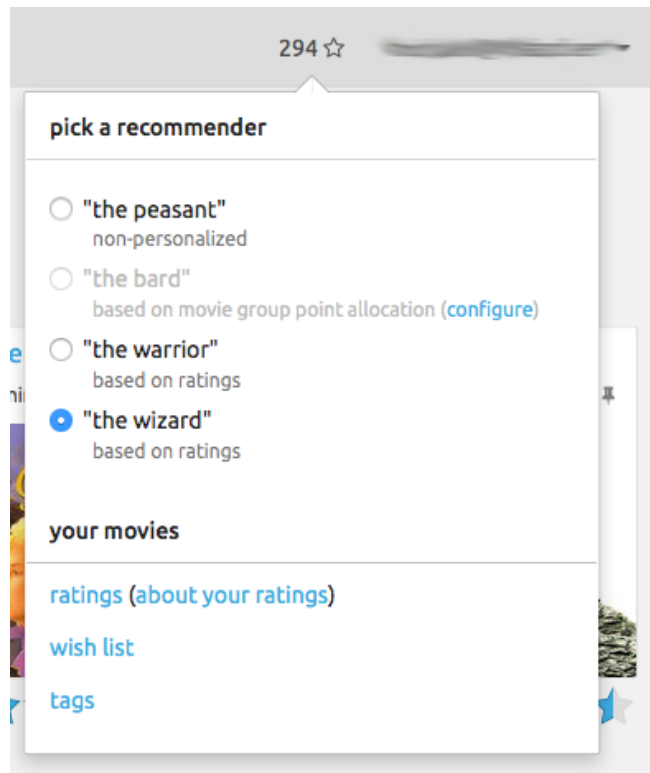 294
pick a recommender
"the peasant"
non-personalized
"the bard"
based on movie group point allocation (configure)
"the warrior"
based on ratings
"the wizard"
based on ratings
your movies
ratings (about your ratings)
wish list
tags